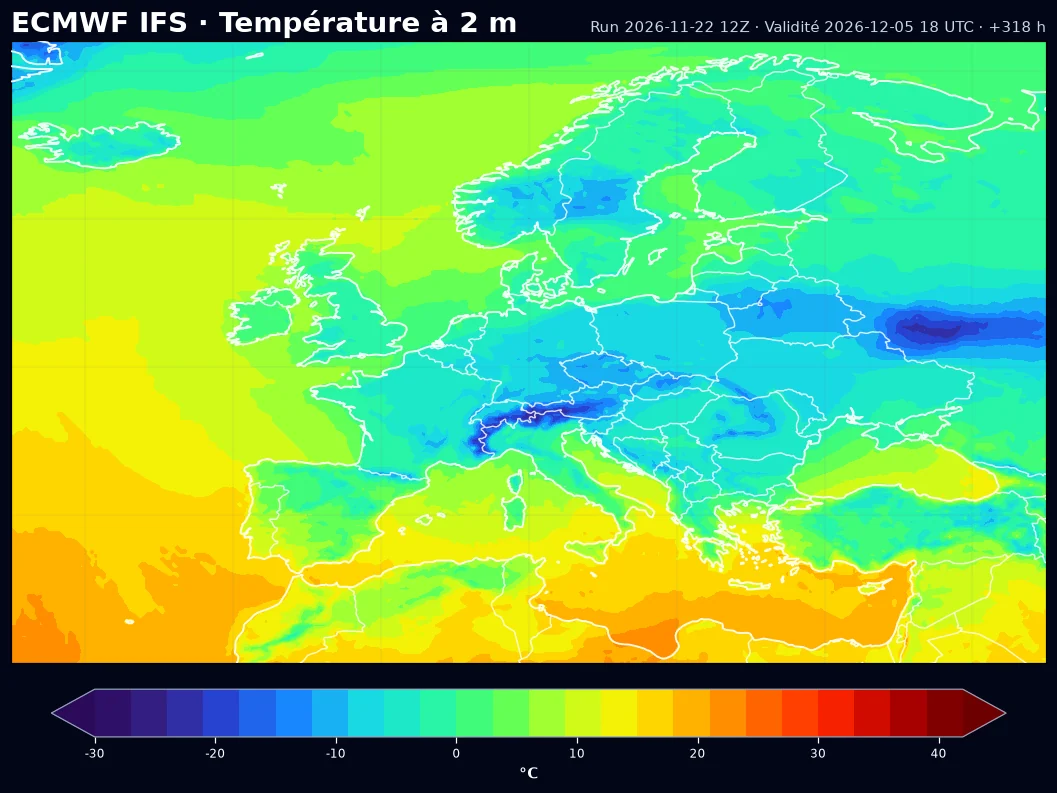 ECMWF IFS · Température à 2 m
Run 2026-11-22 12Z · Validité 2026-12-05 18 UTC · +318 h
-30 -20 -10 0 10 20 30 40
°C